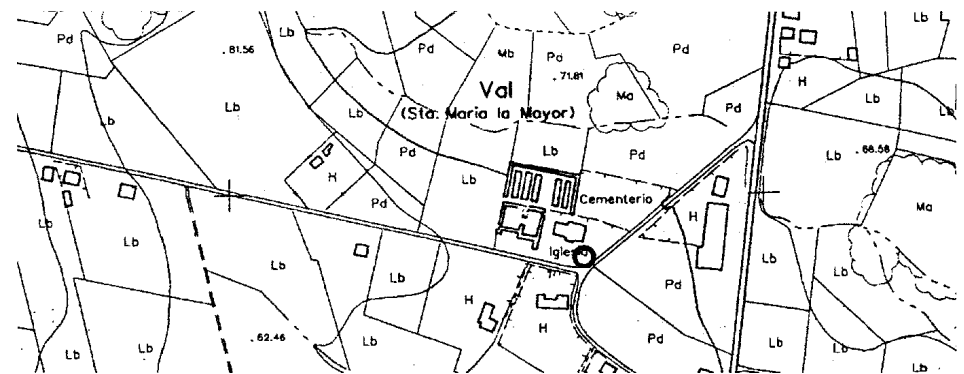 Lb
Pd
Lb
.81.56
Pd
Mb
Pd
Pd
.71.81
H
Val
(Sta. Maria la Mayor)
Ma
Lb
Lb
Lb
Pd
Lb
Lb
Pd
Lb
Pd
Lb
.68.58
H
Lb
Cementerio
Pd
H
Ma
Lb
Lb
Iglesia
Lb
Lb
Lb
Pd
H
H
Pd
.62.46
Lb
Lb
Lb
Lb
Lb
Lb